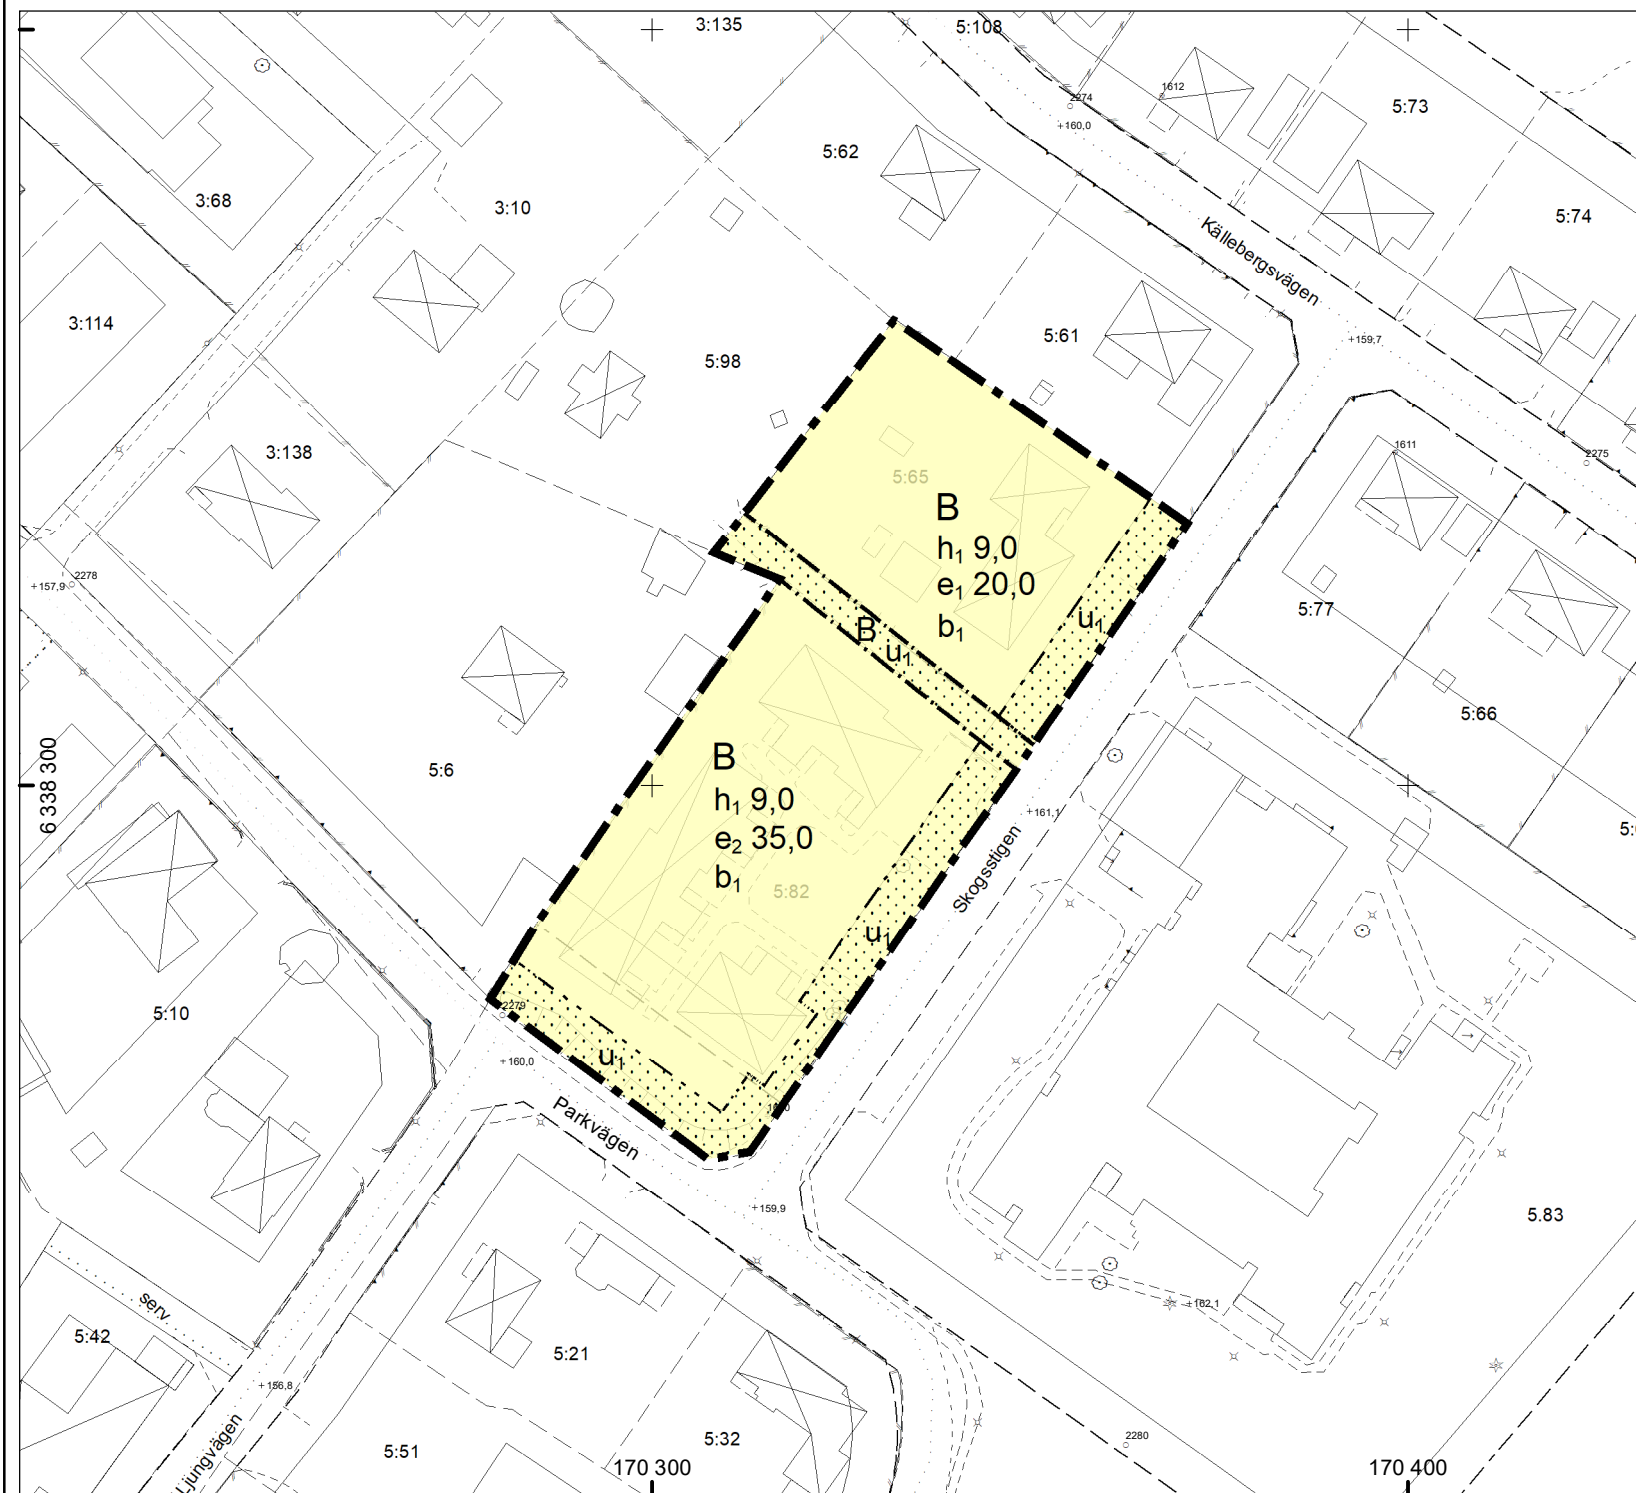 3:135
5:108
2274
1612
+160,0
5:73
5:62
3:68
3:10
5:74
Källebergsvägen
3:114
5:61
+159,7
5:98
3:138
1611
2275
5:65
B
h₁ 9,0
e₁ 20,0
b₁
u₁
B
u₁
2278
+157,9
5:77
5:66
6 338 300
5:6
B
h₁ 9,0
e₂ 35,0
b₁
5:82
+161,1
Skogsstigen
u₁
5:10
2279
+160,0
u₁
Parkvägen
+159,9
5.83
serv.
+162,1
5:42
5:21
+156,8
Ljungvägen
5:51
5:32
2280
170 300
170 400